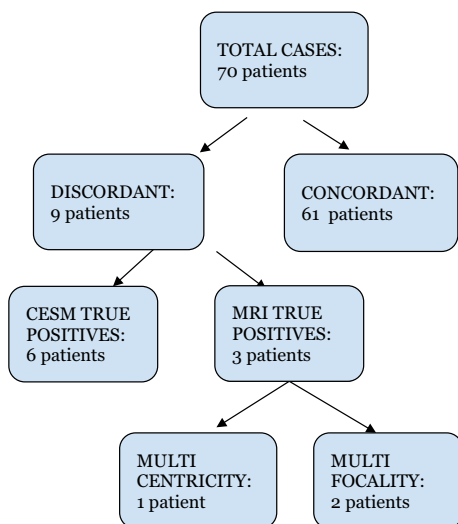 TOTAL CASES:
70 patients
DISCORDANT:
9 patients
CONCORDANT:
61 patients
CESM TRUE
POSITIVES:
6 patients
MRI TRUE
POSITIVES:
3 patients
MULTI
CENTRICITY:
1 patient
MULTI
FOCALITY:
2 patients